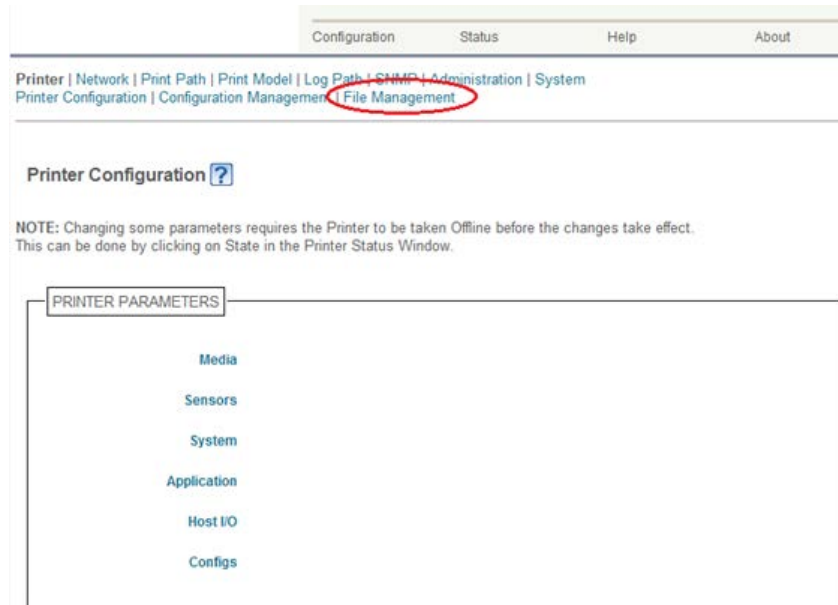 Configuration Status Help About
Printer | Network | Print Path | Print Model | Log Path | SNMP | Administration | System
Printer Configuration | Configuration Management | File Management
Printer Configuration ?
NOTE: Changing some parameters requires the Printer to be taken Offline before the changes take effect.
This can be done by clicking on State in the Printer Status Window.
PRINTER PARAMETERS
Media
Sensors
System
Application
Host I/O
Configs